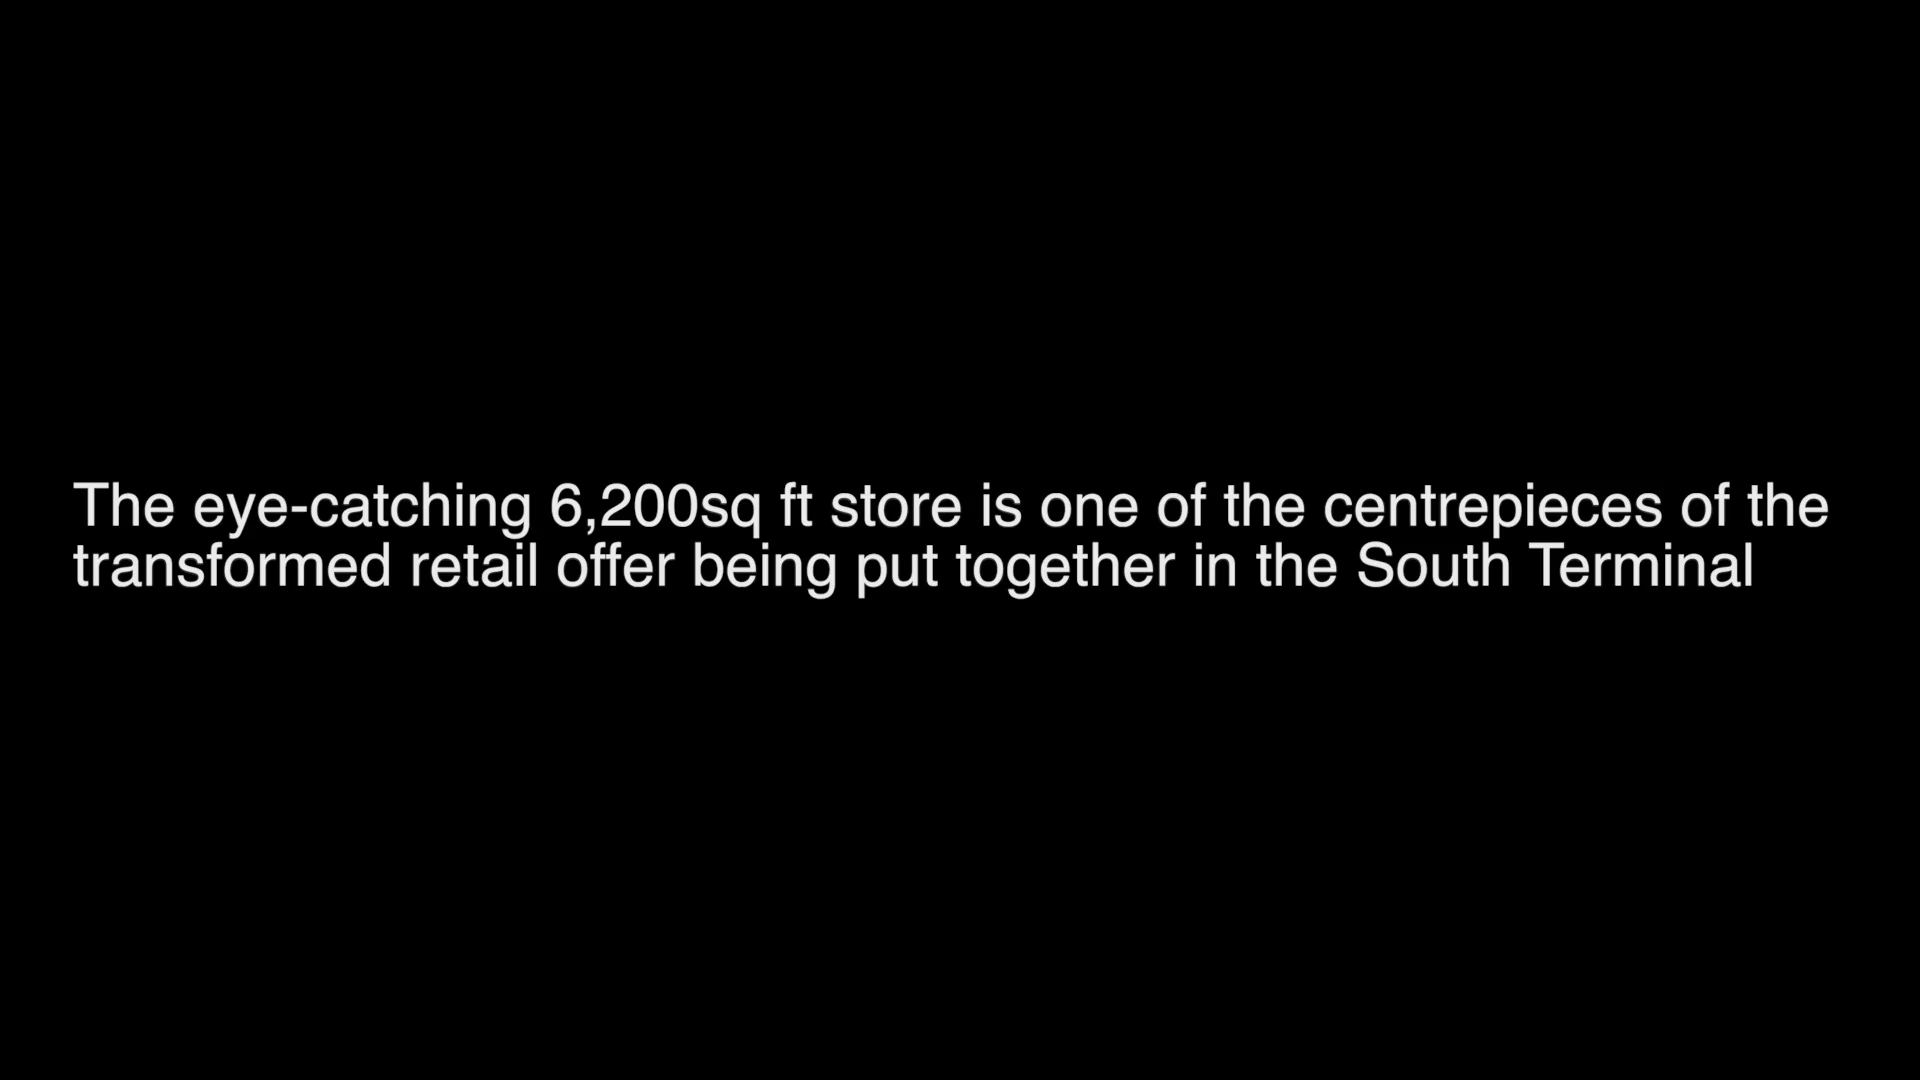 The eye-catching 6,200sq ft store is one of the centrepieces of the
transformed retail offer being put together in the South Terminal